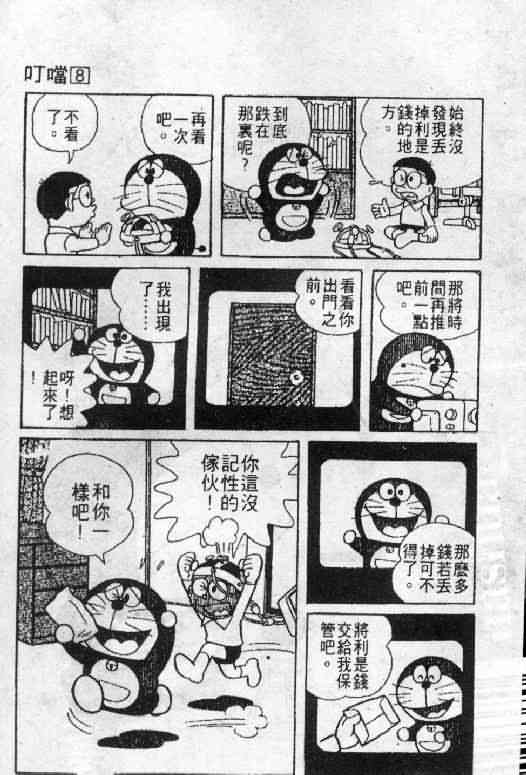 叮噹8
始終沒
發現丟
掉利是
錢的地
方。
到底
跌在
那裏呢？
再看
一次
吧。
不看
了。
那將時
間再推
前一點
吧。
看看你
出門之
前。
我出現
了……
呀！想
起來了
！
那麼多
錢若丟
掉可不
得了。
將利是錢
交給我保
管吧。
你這沒
記性的
傢伙！
和你一
樣吧！